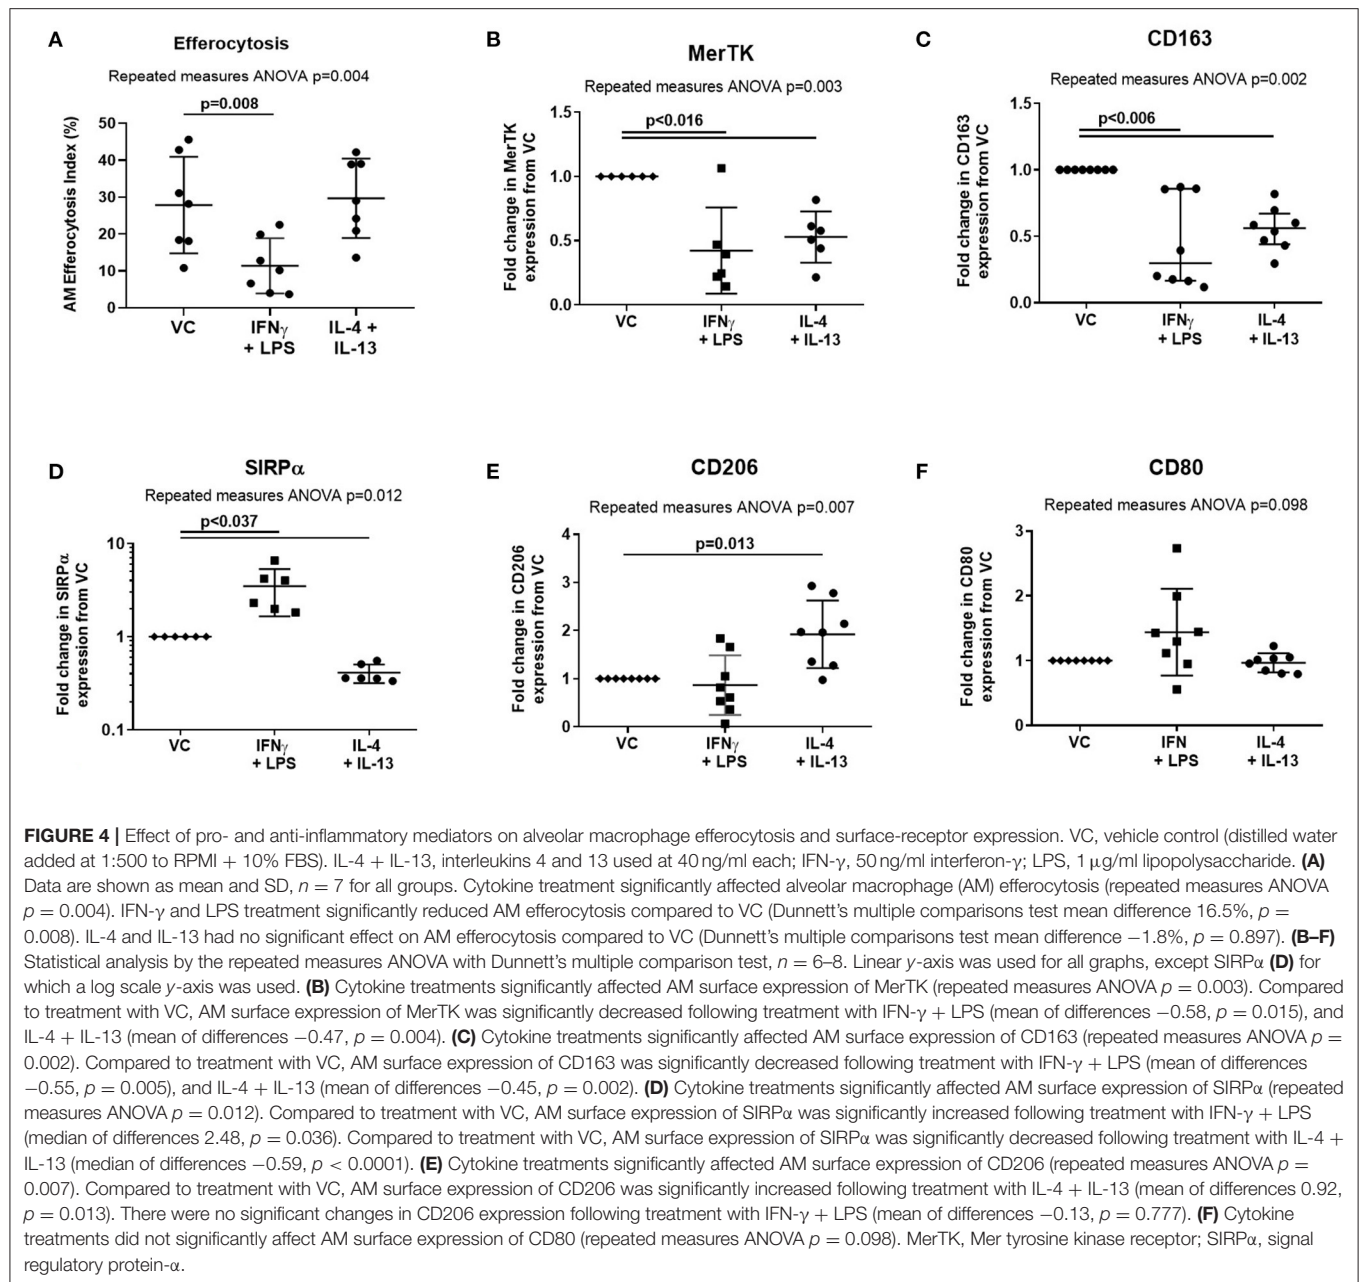 A
Efferocytosis
Repeated measures ANOVA p=0.004
p=0.008
AM Efferocytosis Index (%)
50
40
30
20
10
0
VC
IFNγ
+ LPS
IL-4 +
IL-13
B
MerTK
Repeated measures ANOVA p=0.003
p<0.016
Fold change in MerTK
expression from VC
1.5
1.0
0.5
0.0
VC
IFNγ
+ LPS
IL-4
+ IL-13
C
CD163
Repeated measures ANOVA p=0.002
p<0.006
Fold change in CD163
expression from VC
1.5
1.0
0.5
0.0
VC
IFNγ
+ LPS
IL-4
+ IL-13
D
SIRPα
Repeated measures ANOVA p=0.012
p<0.037
Fold change in SIRPα
expression from VC
10
1
0.1
VC
IFNγ
+ LPS
IL-4
+ IL-13
E
CD206
Repeated measures ANOVA p=0.007
p=0.013
Fold change in CD206
expression from VC
4
3
2
1
0
VC
IFNγ
+ LPS
IL-4
+ IL-13
F
CD80
Repeated measures ANOVA p=0.098
Fold change in CD80
expression from VC
3
2
1
0
VC
IFN
+ LPS
IL-4
+ IL-13
FIGURE 4 | Effect of pro- and anti-inflammatory mediators on alveolar macrophage efferocytosis and surface-receptor expression. VC, vehicle control (distilled water
added at 1:500 to RPMI + 10% FBS). IL-4 + IL-13, interleukins 4 and 13 used at 40 ng/ml each; IFN-γ, 50 ng/ml interferon-γ; LPS, 1 μg/ml lipopolysaccharide. (A)
Data are shown as mean and SD, n = 7 for all groups. Cytokine treatment significantly affected alveolar macrophage (AM) efferocytosis (repeated measures ANOVA
p = 0.004). IFN-γ and LPS treatment significantly reduced AM efferocytosis compared to VC (Dunnett's multiple comparisons test mean difference 16.5%, p =
0.008). IL-4 and IL-13 had no significant effect on AM efferocytosis compared to VC (Dunnett's multiple comparisons test mean difference −1.8%, p = 0.897). (B–F)
Statistical analysis by the repeated measures ANOVA with Dunnett's multiple comparison test, n = 6–8. Linear y-axis was used for all graphs, except SIRPα (D) for
which a log scale y-axis was used. (B) Cytokine treatments significantly affected AM surface expression of MerTK (repeated measures ANOVA p = 0.003). Compared
to treatment with VC, AM surface expression of MerTK was significantly decreased following treatment with IFN-γ + LPS (mean of differences −0.58, p = 0.015), and
IL-4 + IL-13 (mean of differences −0.47, p = 0.004). (C) Cytokine treatments significantly affected AM surface expression of CD163 (repeated measures ANOVA p =
0.002). Compared to treatment with VC, AM surface expression of CD163 was significantly decreased following treatment with IFN-γ + LPS (mean of differences
−0.55, p = 0.005), and IL-4 + IL-13 (mean of differences −0.45, p = 0.002). (D) Cytokine treatments significantly affected AM surface expression of SIRPα (repeated
measures ANOVA p = 0.012). Compared to treatment with VC, AM surface expression of SIRPα was significantly increased following treatment with IFN-γ + LPS
(median of differences 2.48, p = 0.036). Compared to treatment with VC, AM surface expression of SIRPα was significantly decreased following treatment with IL-4 +
IL-13 (median of differences −0.59, p < 0.0001). (E) Cytokine treatments significantly affected AM surface expression of CD206 (repeated measures ANOVA p =
0.007). Compared to treatment with VC, AM surface expression of CD206 was significantly increased following treatment with IL-4 + IL-13 (mean of differences 0.92,
p = 0.013). There were no significant changes in CD206 expression following treatment with IFN-γ + LPS (mean of differences −0.13, p = 0.777). (F) Cytokine
treatments did not significantly affect AM surface expression of CD80 (repeated measures ANOVA p = 0.098). MerTK, Mer tyrosine kinase receptor; SIRPα, signal
regulatory protein-α.